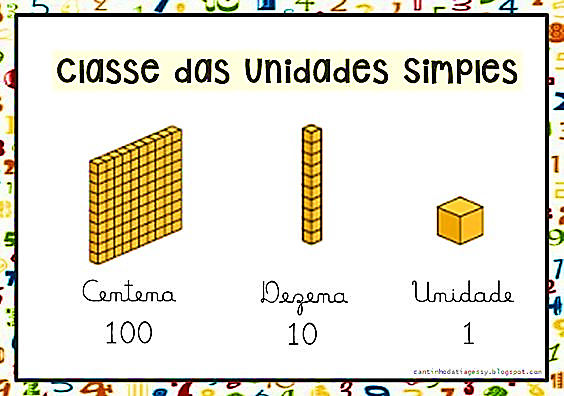 Classe das Unidades Simples
Centena
Dezena
Unidade
100
10
1
cantinhodatiagessy.blogspot.com